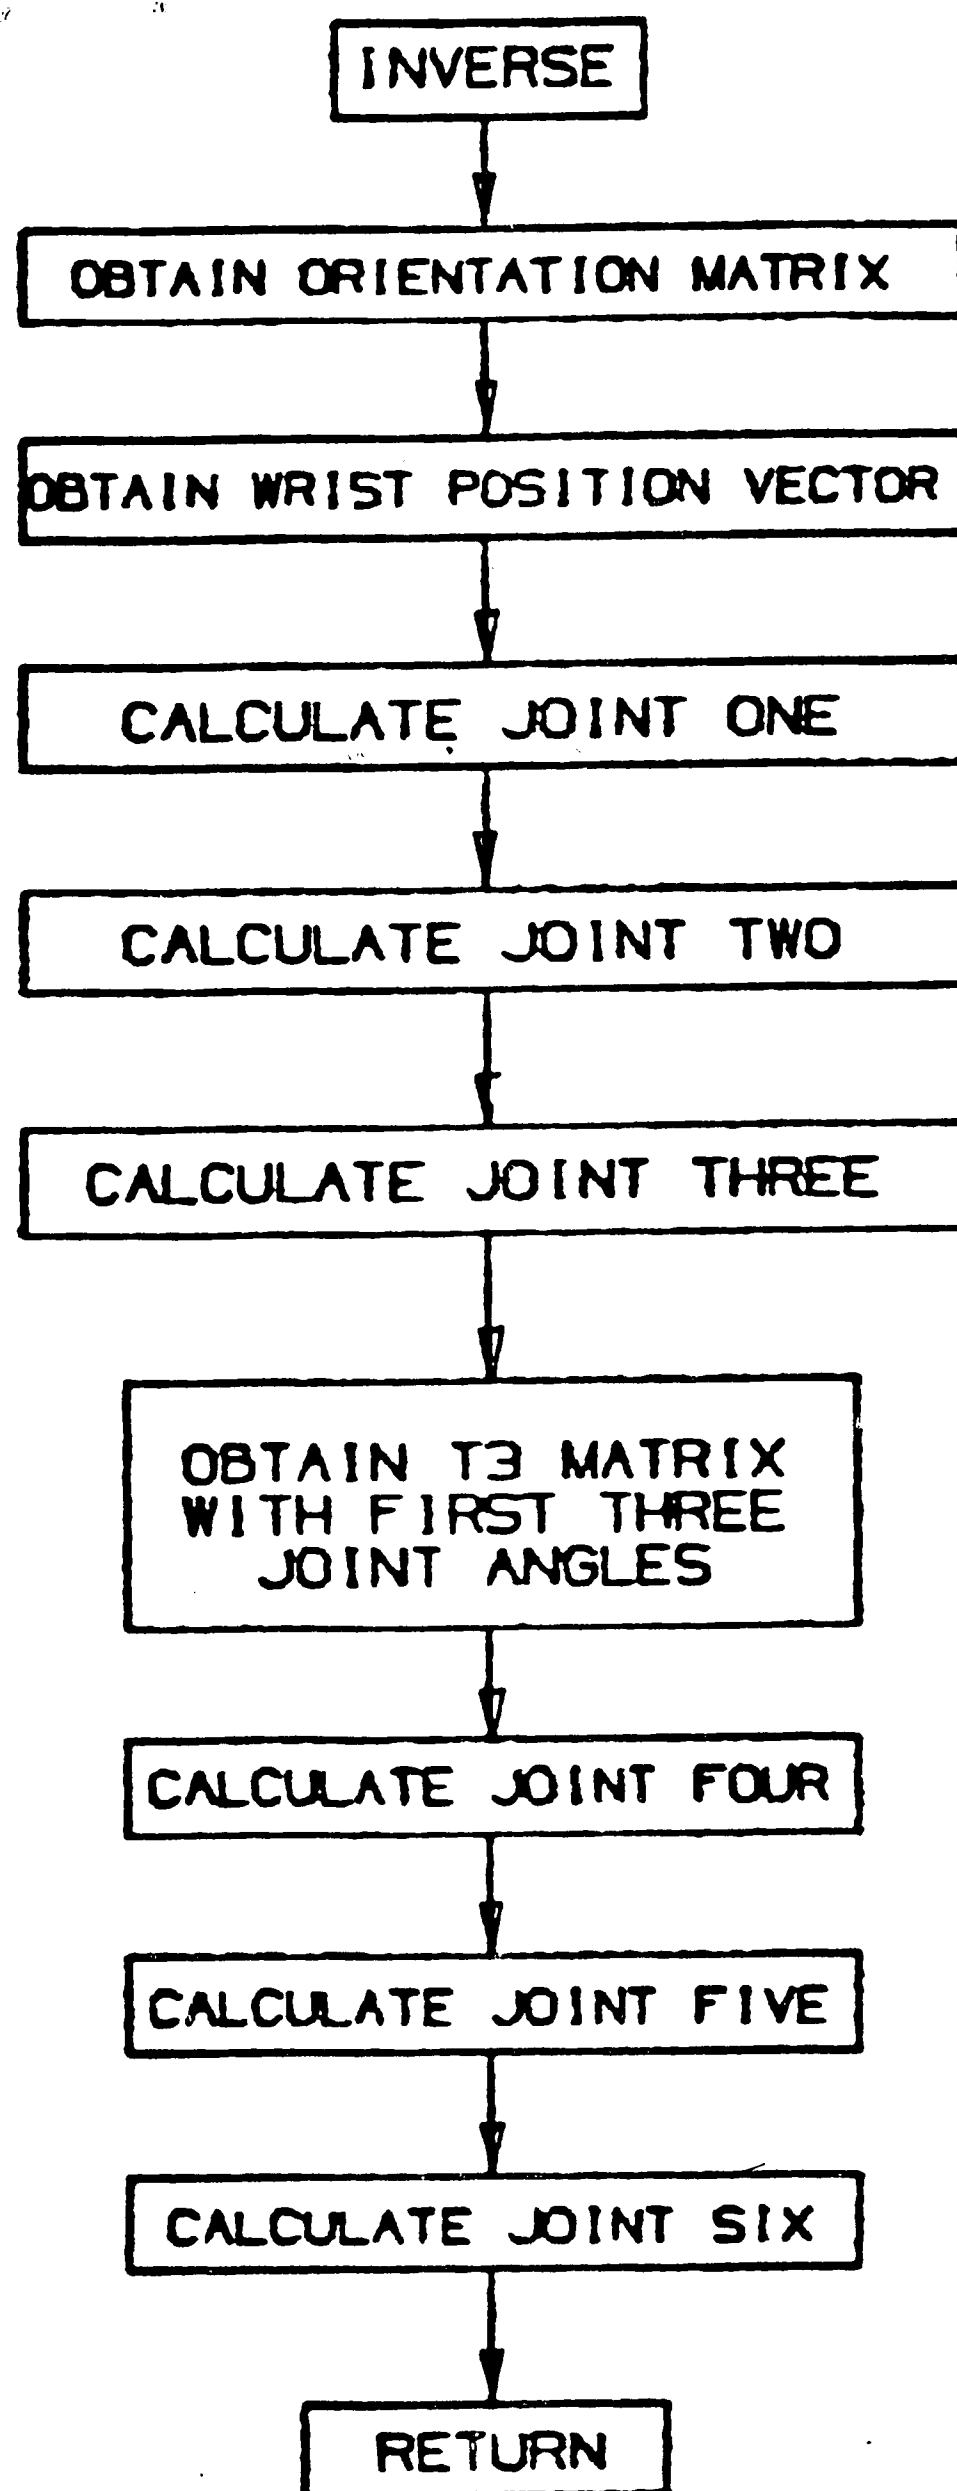 INVERSE
OBTAIN ORIENTATION MATRIX
OBTAIN WRIST POSITION VECTOR
CALCULATE JOINT ONE
CALCULATE JOINT TWO
CALCULATE JOINT THREE
OBTAIN T3 MATRIX
WITH FIRST THREE
JOINT ANGLES
CALCULATE JOINT FOUR
CALCULATE JOINT FIVE
CALCULATE JOINT SIX
RETURN